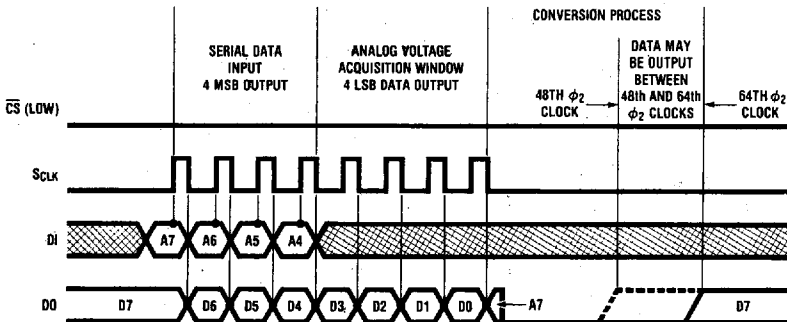 CONVERSION PROCESS
SERIAL DATA
INPUT
4 MSB OUTPUT
ANALOG VOLTAGE
ACQUISITION WINDOW
4 LSB DATA OUTPUT
48TH ϕ2
CLOCK
DATA MAY
BE OUTPUT
BETWEEN
48th AND 64th
ϕ2 CLOCKS
64TH ϕ2
CLOCK
CS (LOW)
SCLK
DI
A7 A6 A5 A4
DO
D7 D6 D5 D4 D3 D2 D1 D0 A7 D7